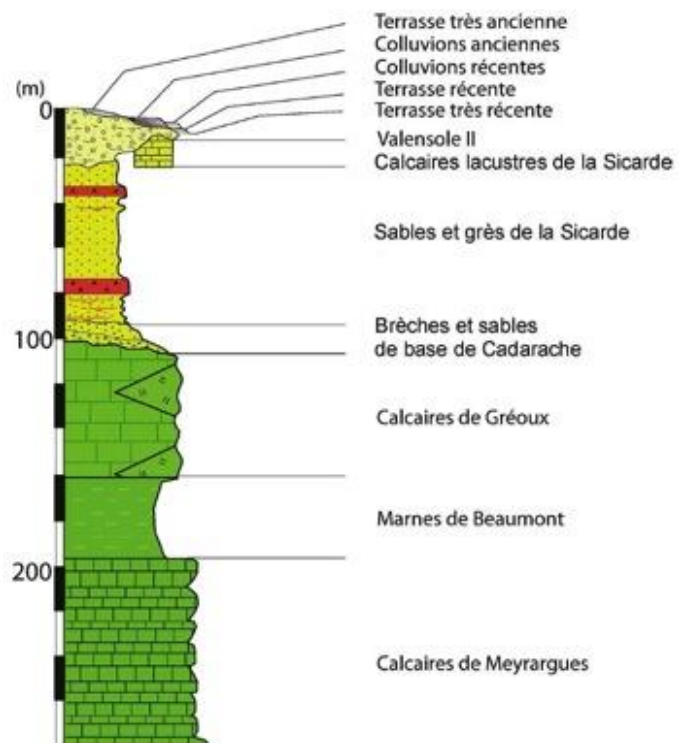 Terrasse très ancienne
Colluvions anciennes
Colluvions récentes
Terrasse récente
Terrasse très récente
(m)
0
Valensole II
Calcaires lacustres de la Sicarde
Sables et grès de la Sicarde
Brèches et sables
de base de Cadarache
100
Calcaires de Gréoux
Marnes de Beaumont
200
Calcaires de Meyrargues